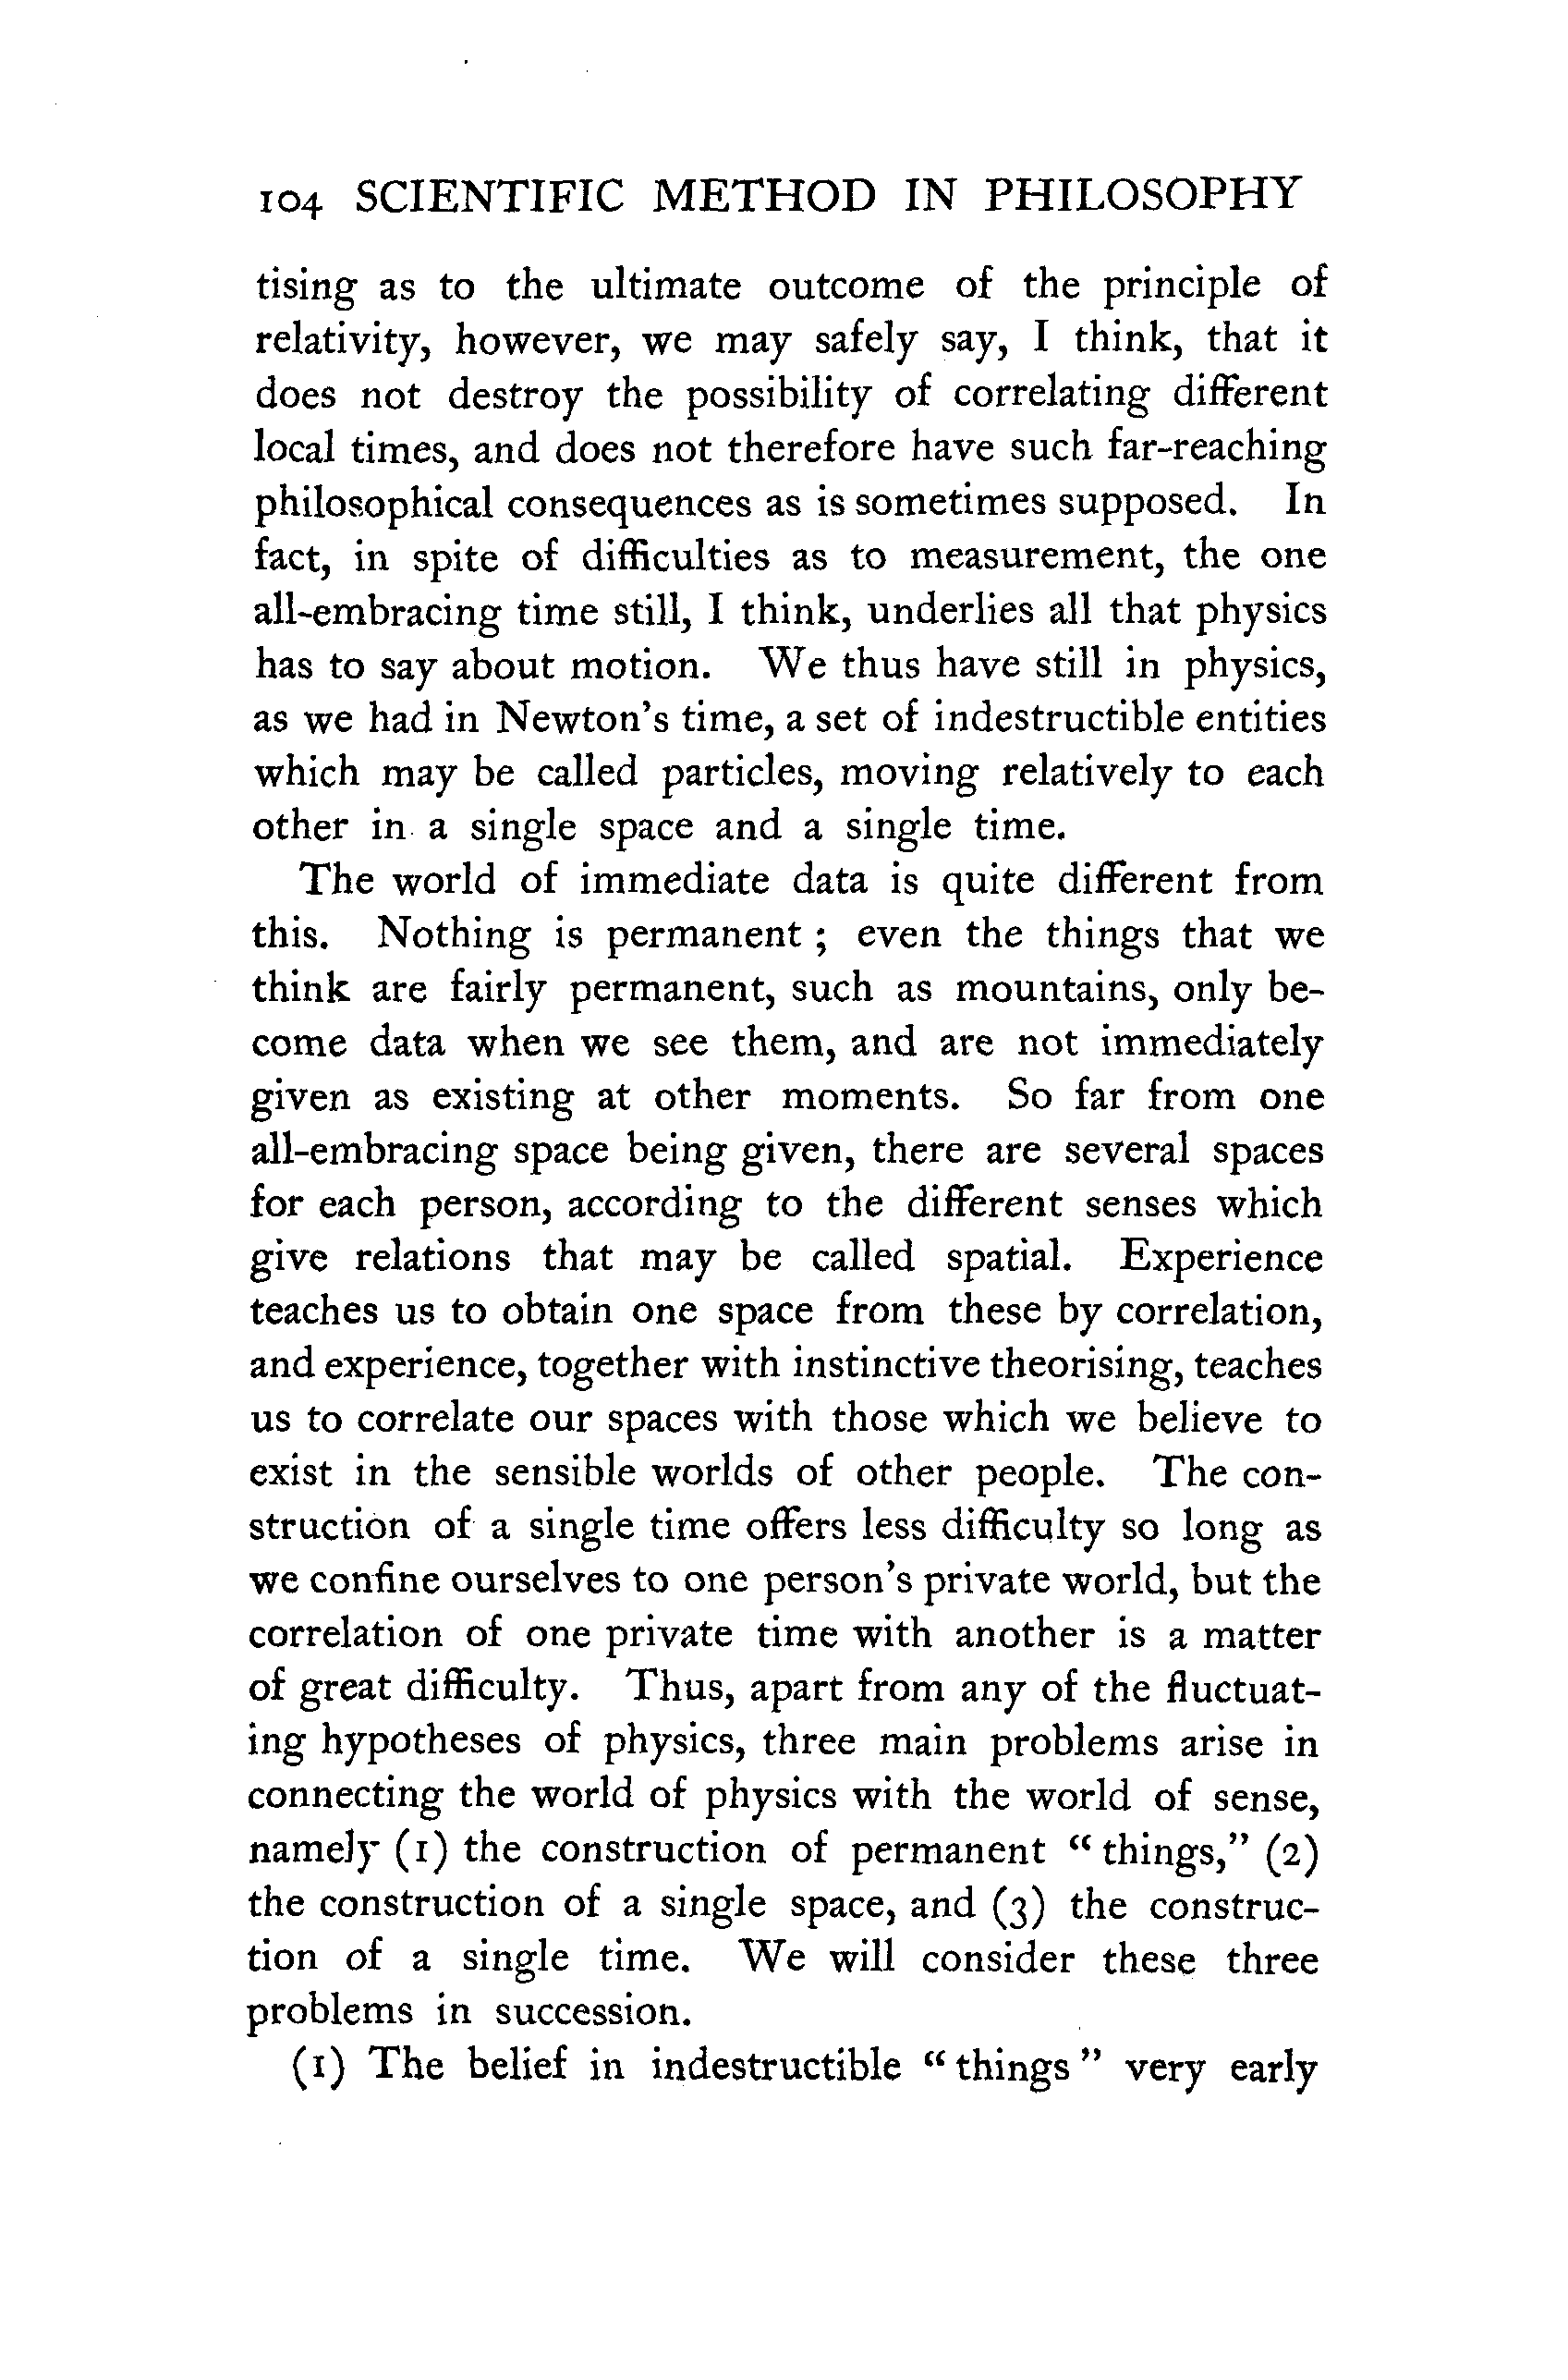 104 SCIENTIFIC METHOD IN PHILOSOPHY
tising as to the ultimate outcome of the principle of
relativity, however, we may safely say, I think, that it
does not destroy the possibility of correlating different
local times, and does not therefore have such far-reaching
philosophical consequences as is sometimes supposed. In
fact, in spite of difficulties as to measurement, the one
all-embracing time still, I think, underlies all that physics
has to say about motion. We thus have still in physics,
as we had in Newton's time, a set of indestructible entities
which may be called particles, moving relatively to each
other in a single space and a single time.
The world of immediate data is quite different from
this. Nothing is permanent ; even the things that we
think are fairly permanent, such as mountains, only be-
come data when we see them, and are not immediately
given as existing at other moments. So far from one
all-embracing space being given, there are several spaces
for each person, according to the different senses which
give relations that may be called spatial. Experience
teaches us to obtain one space from these by correlation,
and experience, together with instinctive theorising, teaches
us to correlate our spaces with those which we believe to
exist in the sensible worlds of other people. The con-
struction of a single time offers less difficulty so long as
we confine ourselves to one person's private world, but the
correlation of one private time with another is a matter
of great difficulty. Thus, apart from any of the fluctuat-
ing hypotheses of physics, three main problems arise in
connecting the world of physics with the world of sense,
namely (1) the construction of permanent "things," (2)
the construction of a single space, and (3) the construc-
tion of a single time. We will consider these three
problems in succession.
(1) The belief in indestructible "things" very early